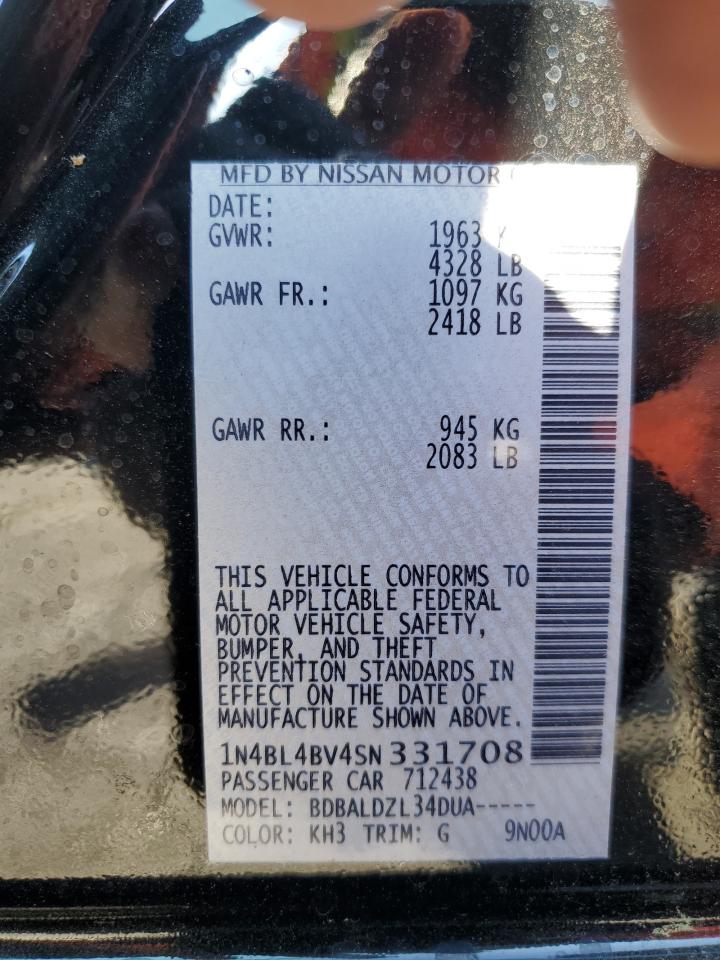 MFD BY NISSAN MOTOR
DATE:
GVWR: 1963 K
4328 LB
GAWR FR.: 1097 KG
2418 LB
GAWR RR.: 945 KG
2083 LB
THIS VEHICLE CONFORMS TO
ALL APPLICABLE FEDERAL
MOTOR VEHICLE SAFETY,
BUMPER, AND THEFT
PREVENTION STANDARDS IN
EFFECT ON THE DATE OF
MANUFACTURE SHOWN ABOVE.
1N4BL4BV4SN331708
PASSENGER CAR 712438
MODEL: BDBALDZL34DUA-----
COLOR: KH3 TRIM: G 9N00A